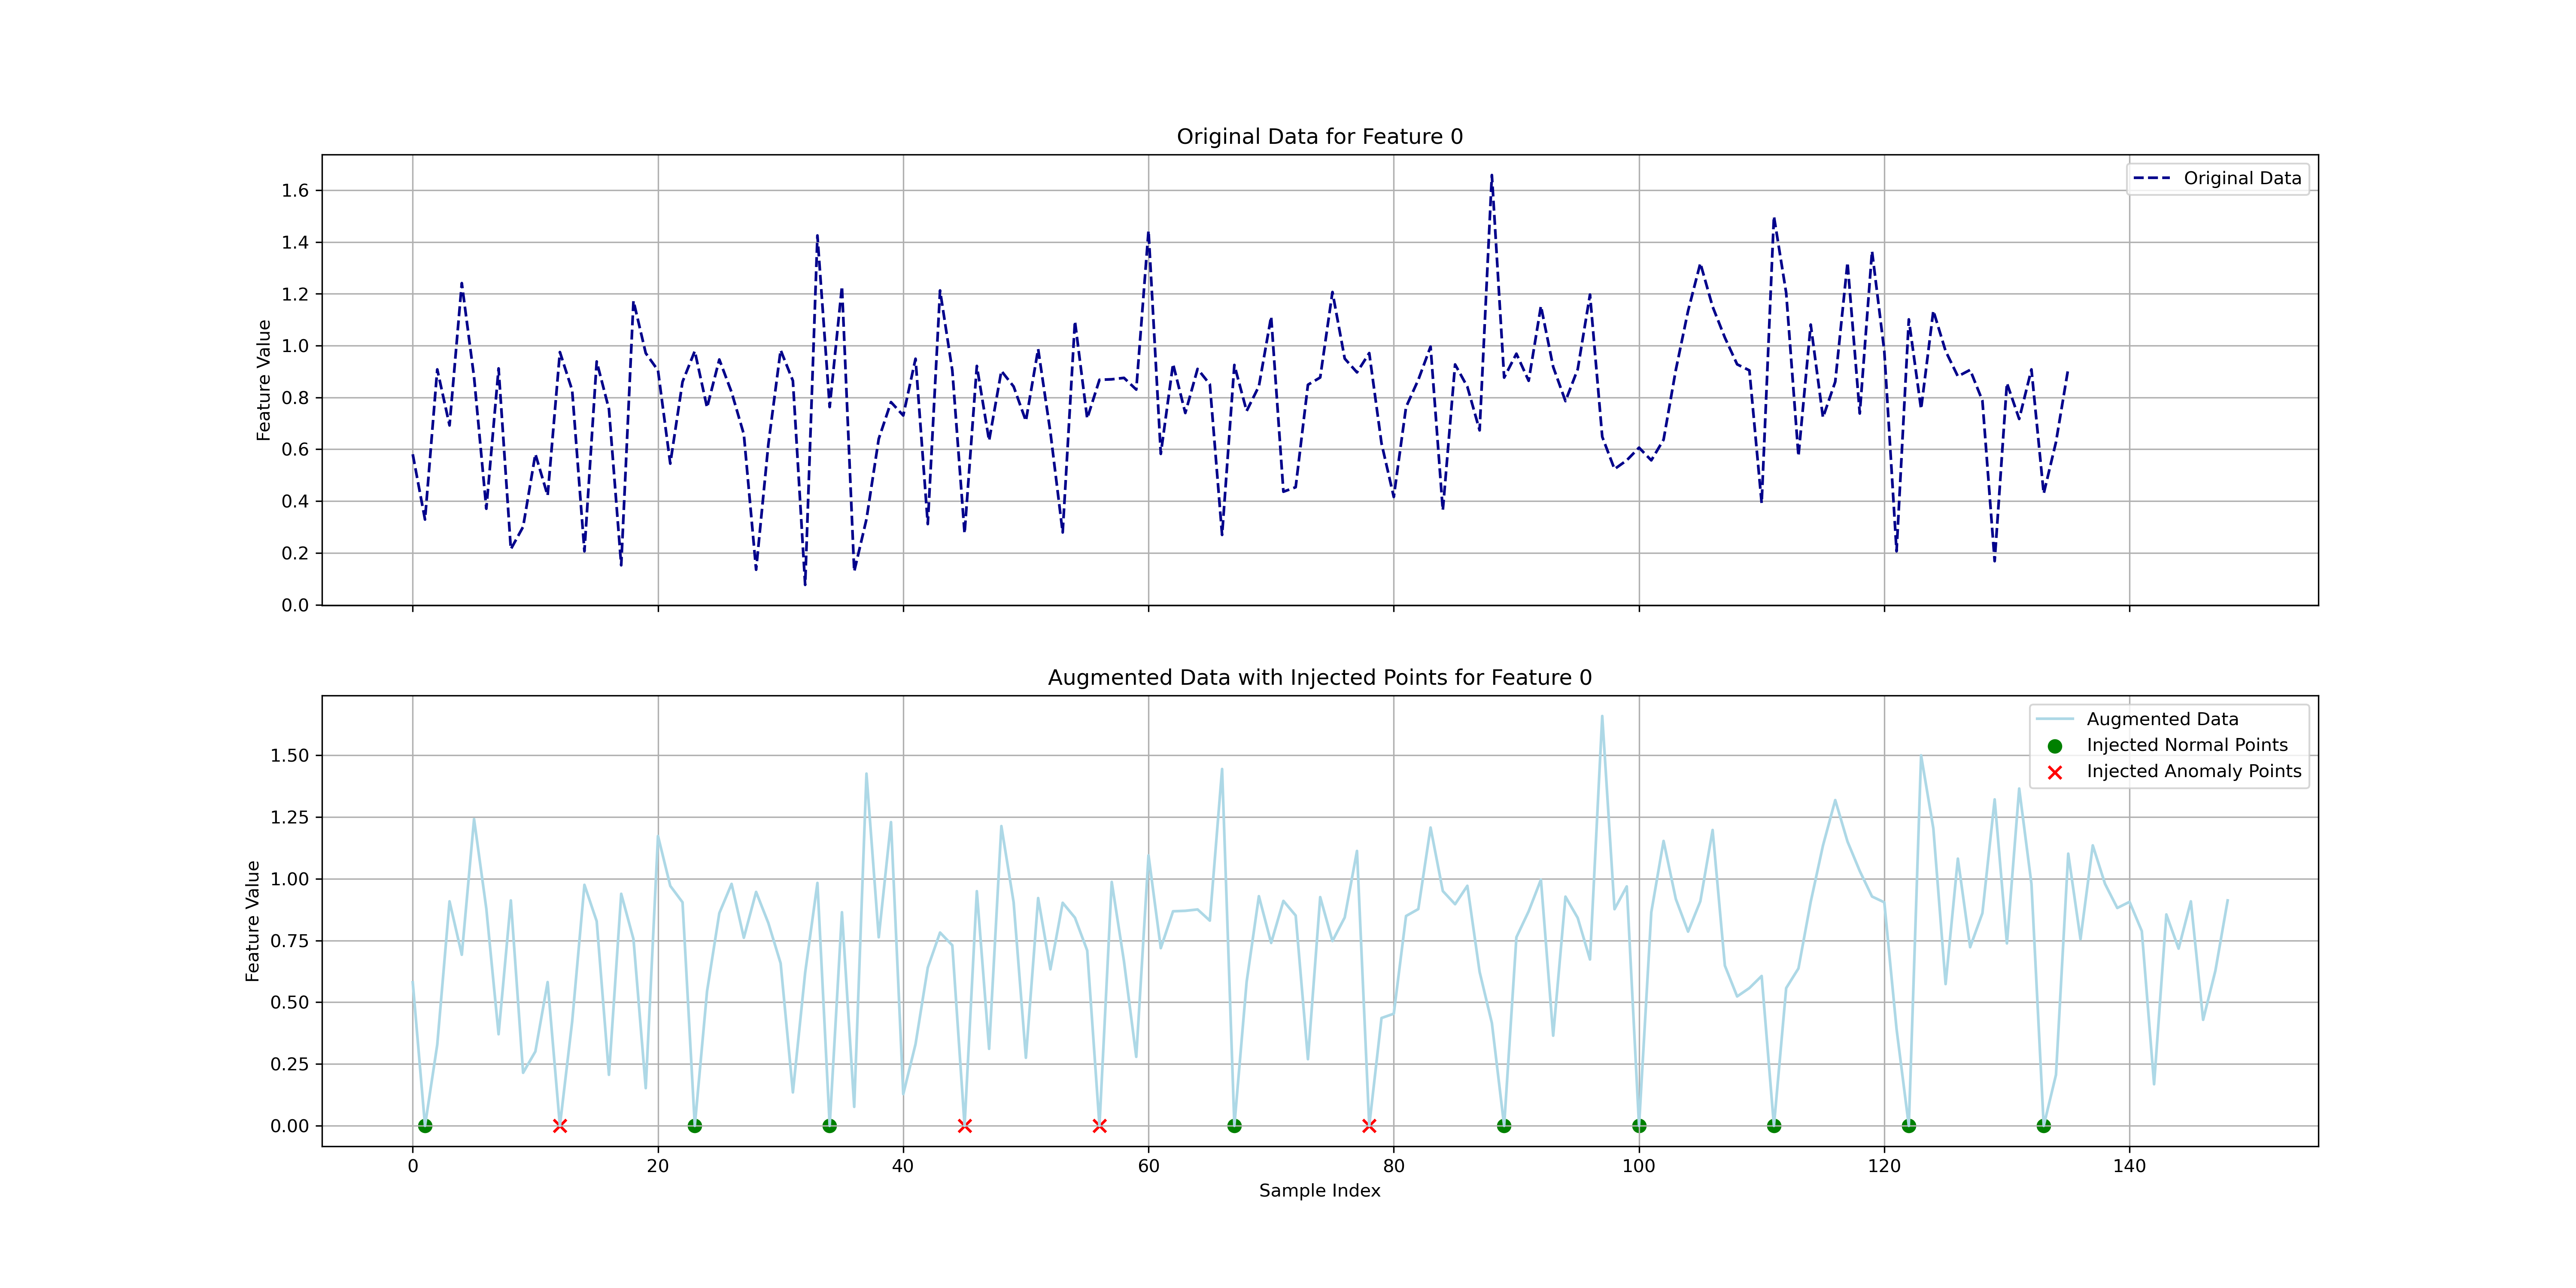 Original Data for Feature 0
Original Data
1.6
1.4
1.2
1.0
0.8
0.6
0.4
0.2
0.0
Feature Value
Augmented Data with Injected Points for Feature 0
Augmented Data
Injected Normal Points
Injected Anomaly Points
1.50
1.25
1.00
0.75
0.50
0.25
0.00
Feature Value
0 20 40 60 80 100 120 140
Sample Index